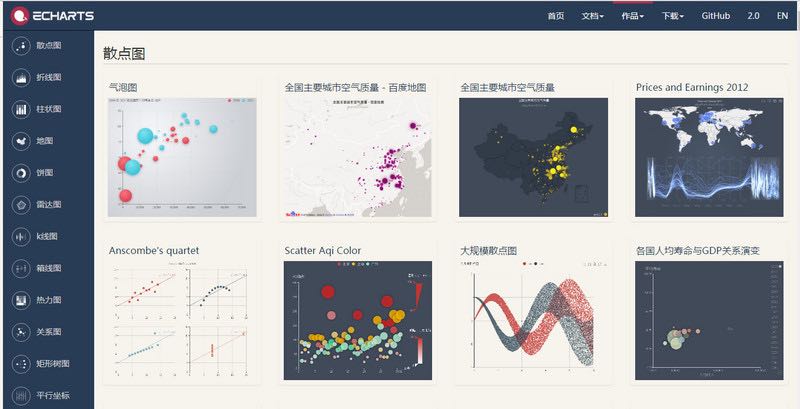 ECHARTS
首页
文档
作品
下载
GitHub
2.0
EN
散点图
折线图
柱状图
地图
饼图
雷达图
k线图
箱线图
热力图
关系图
矩形树图
平行坐标
散点图
气泡图
全国主要城市空气质量 - 百度地图
全国主要城市空气质量
Prices and Earnings 2012
Anscombe's quartet
Scatter Aqi Color
大规模散点图
各国人均寿命与GDP关系演变